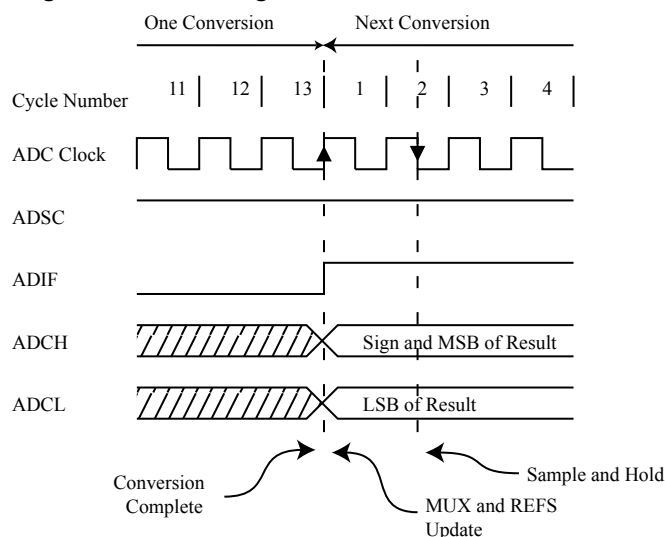 One Conversion Next Conversion
Cycle Number 11 12 13 1 2 3 4
ADC Clock
ADSC
ADIF
ADCH Sign and MSB of Result
ADCL LSB of Result
Conversion
Complete
MUX and REFS
Update
Sample and Hold